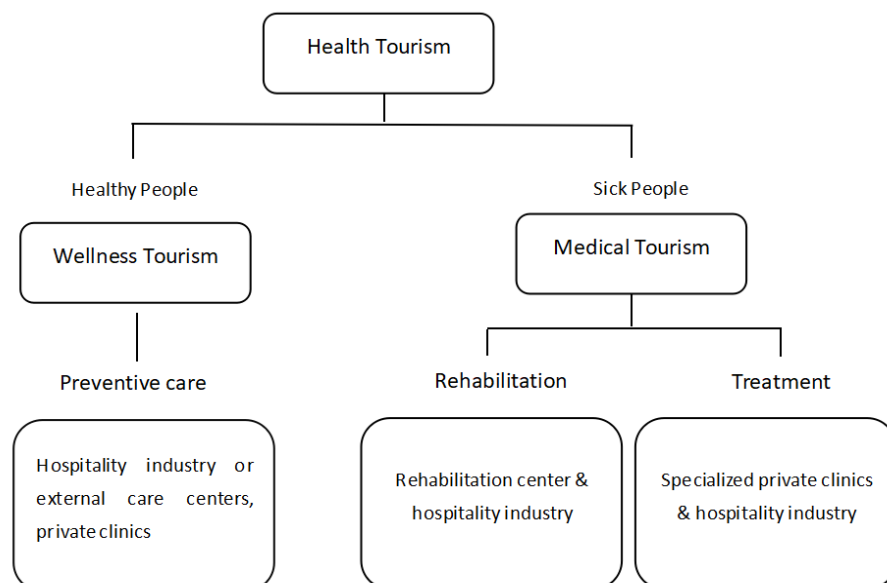 Health Tourism
Healthy People
Sick People
Wellness Tourism
Medical Tourism
Preventive care
Rehabilitation
Treatment
Hospitality industry or
external care centers,
private clinics
Rehabilitation center &
hospitality industry
Specialized private clinics
& hospitality industry